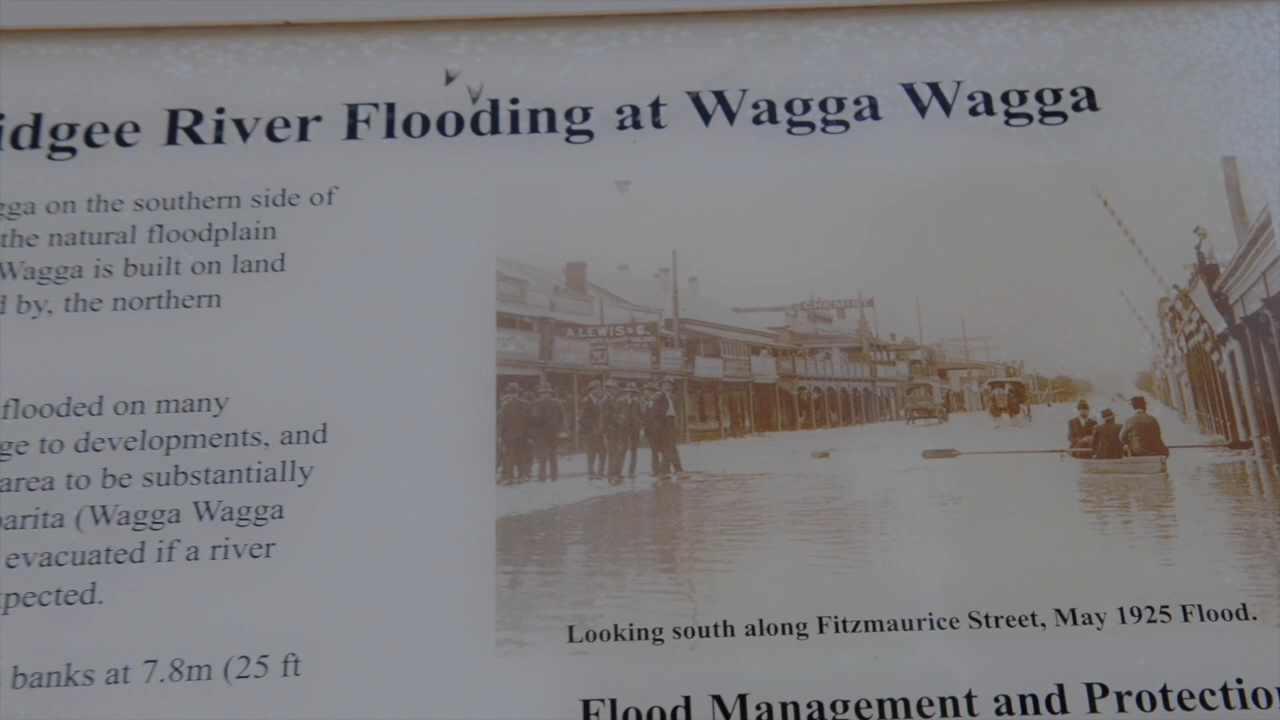 idgee River Flooding at Wagga Wagga
gga on the southern side of
the natural floodplain
Wagga is built on land
d by, the northern
flooded on many
ge to developments, and
area to be substantially
parita (Wagga Wagga
evacuated if a river
pected.
banks at 7.8m (25 ft
A LEWIS & Co.
CHEMIST
Looking south along Fitzmaurice Street, May 1925 Flood.
Flood Management and Protectio